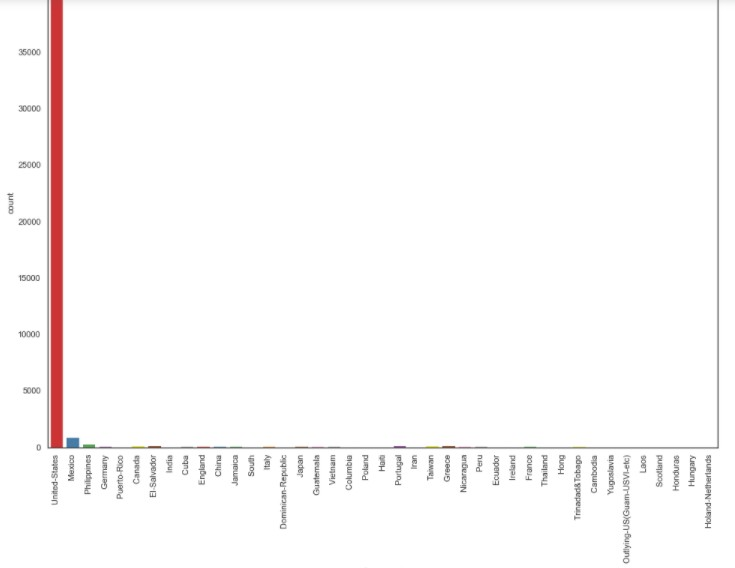 35000
30000
25000
20000
15000
10000
5000
0
count
United-States
Mexico
Philippines
Germany
Puerto-Rico
Canada
El-Salvador
India
Cuba
England
China
Jamaica
South
Italy
Dominican-Republic
Japan
Guatemala
Vietnam
Columbia
Poland
Haiti
Portugal
Iran
Taiwan
Greece
Nicaragua
Peru
Ecuador
Ireland
France
Thailand
Hong
Trinadad&Tobago
Cambodia
Yugoslavia
Outlying-US(Guam-USVI-etc)
Laos
Scotland
Honduras
Hungary
Holand-Netherlands